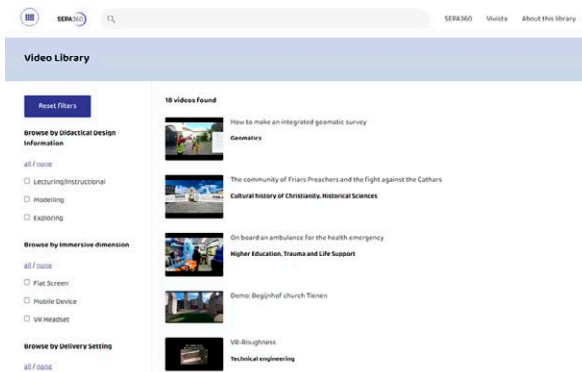 SEPA360
SEPA360 Vivista About this library
Video Library
Reset filters
Browse by Didactical Design
Information
all / none
Lecturing/Instructional
Modelling
Exploring
Browse by Immersive dimension
all / none
Flat Screen
Mobile Device
VR Headset
Browse by Delivery Setting
all / none
18 videos found
How to make an integrated geomatic survey
Geomatics
The community of Friars Preachers and the fight against the Cathars
Cultural history of Christianity, Historical Sciences
On board an ambulance for the health emergency
Higher Education, Trauma and Life Support
Demo: Begijnhof church Tienen
VR-Roughness
Technical engineering